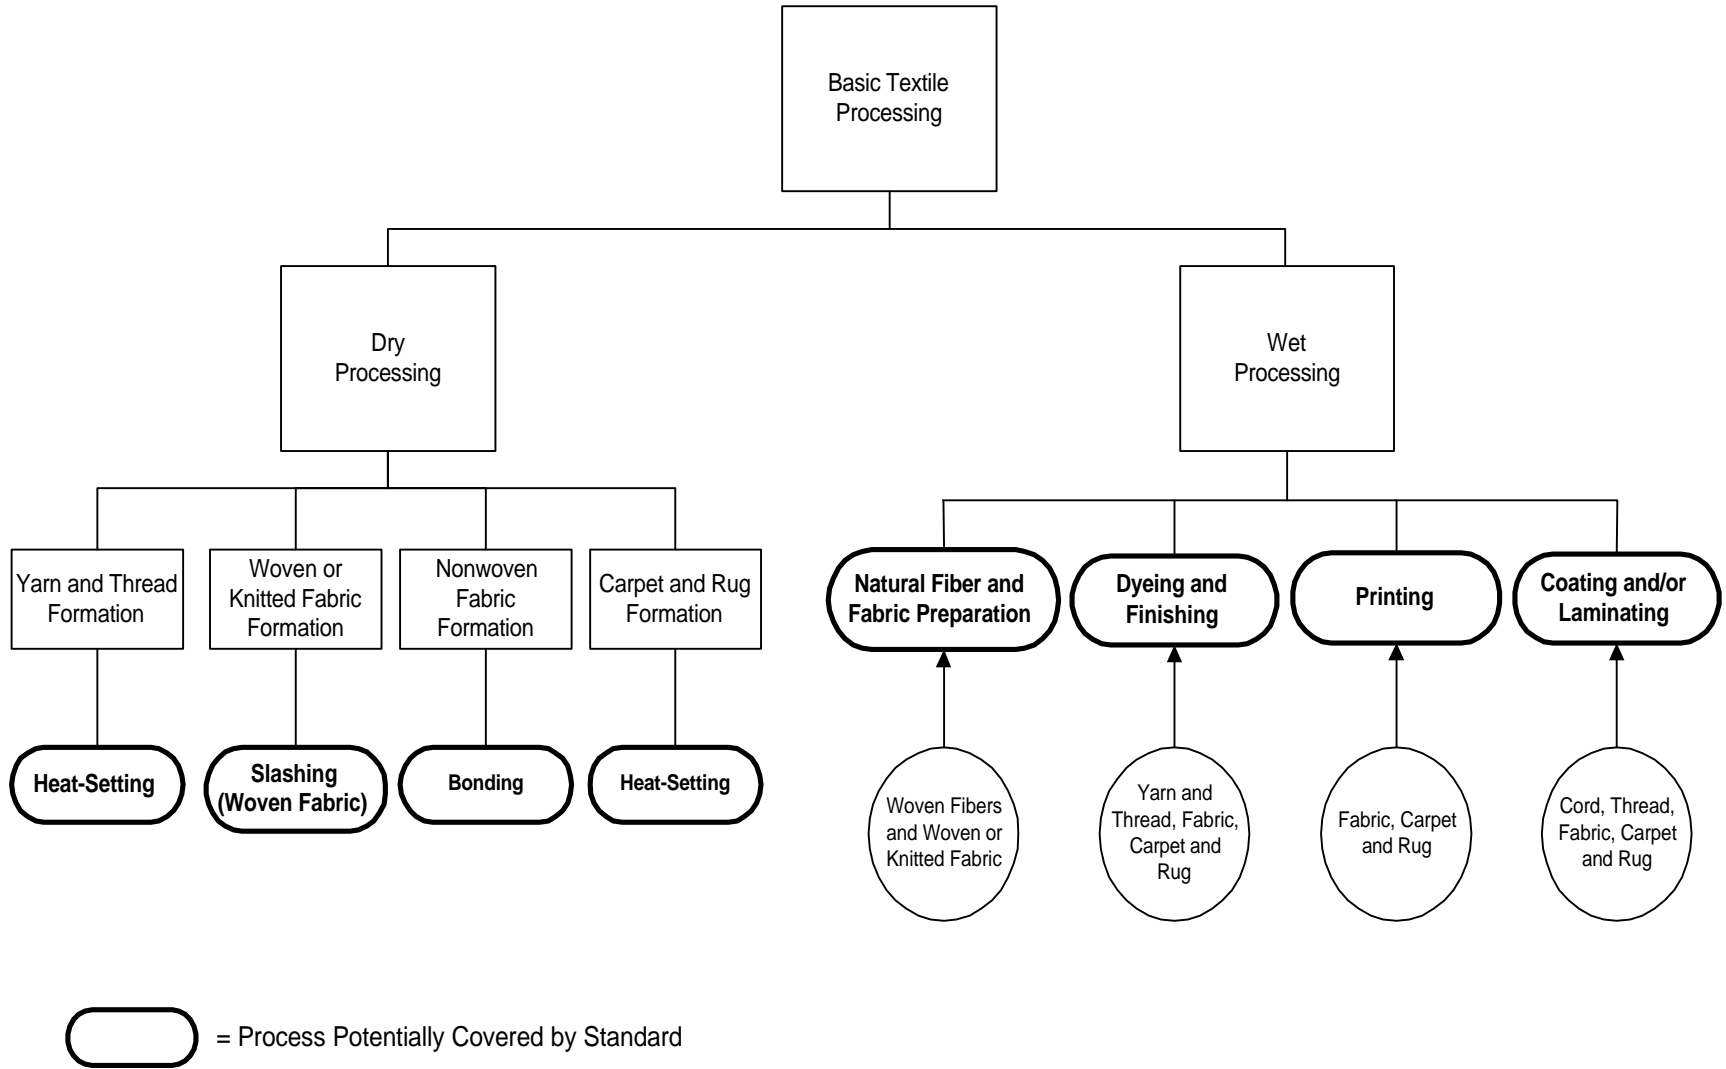 Basic Textile
Processing
Dry
Processing
Wet
Processing
Yarn and Thread
Formation
Woven or
Knitted Fabric
Formation
Nonwoven
Fabric
Formation
Carpet and Rug
Formation
Natural Fiber and
Fabric Preparation
Dyeing and
Finishing
Printing
Coating and/or
Laminating
Heat-Setting
Slashing
(Woven Fabric)
Bonding
Heat-Setting
Woven Fibers
and Woven or
Knitted Fabric
Yarn and
Thread, Fabric,
Carpet and
Rug
Fabric, Carpet
and Rug
Cord, Thread,
Fabric, Carpet
and Rug
= Process Potentially Covered by Standard